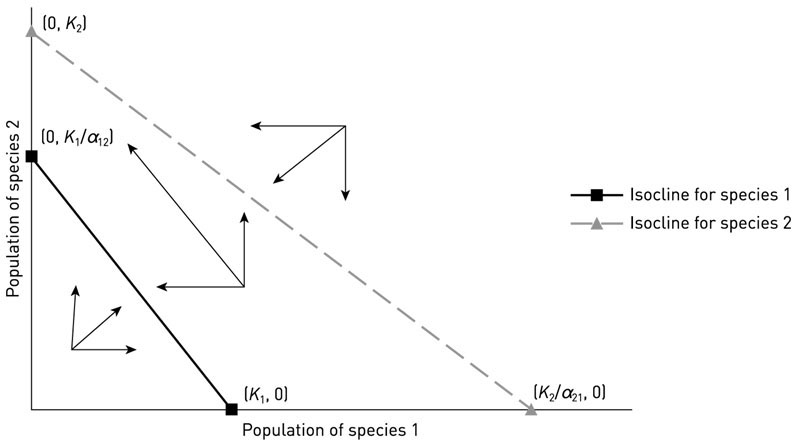 (0, K₂)
(0, K₁/α₁₂)
Population of species 2
Isocline for species 1
Isocline for species 2
(K₁, 0)
(K₂/α₂₁, 0)
Population of species 1